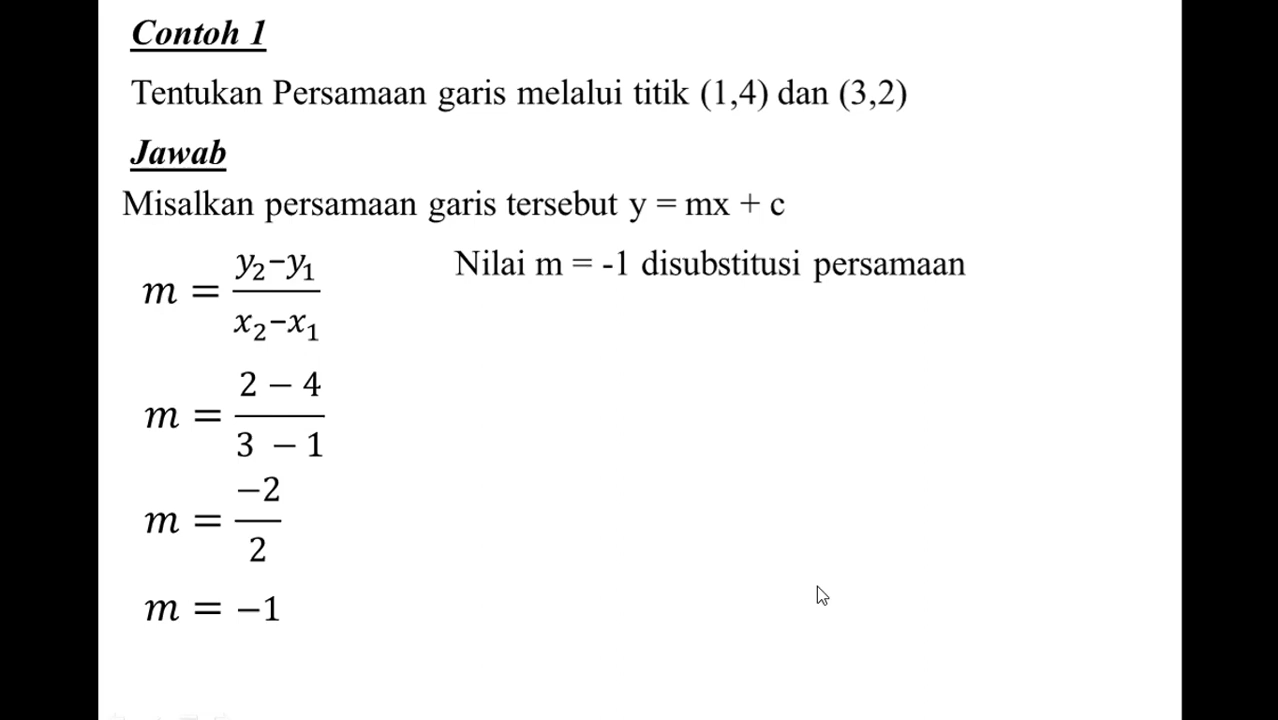 Contoh 1
Tentukan Persamaan garis melalui titik (1,4) dan (3,2)
Jawab
Misalkan persamaan garis tersebut y = mx + c
m = y₂−y₁ / x₂−x₁
m = 2 − 4 / 3 − 1
m = −2 / 2
m = −1
Nilai m = -1 disubstitusi persamaan